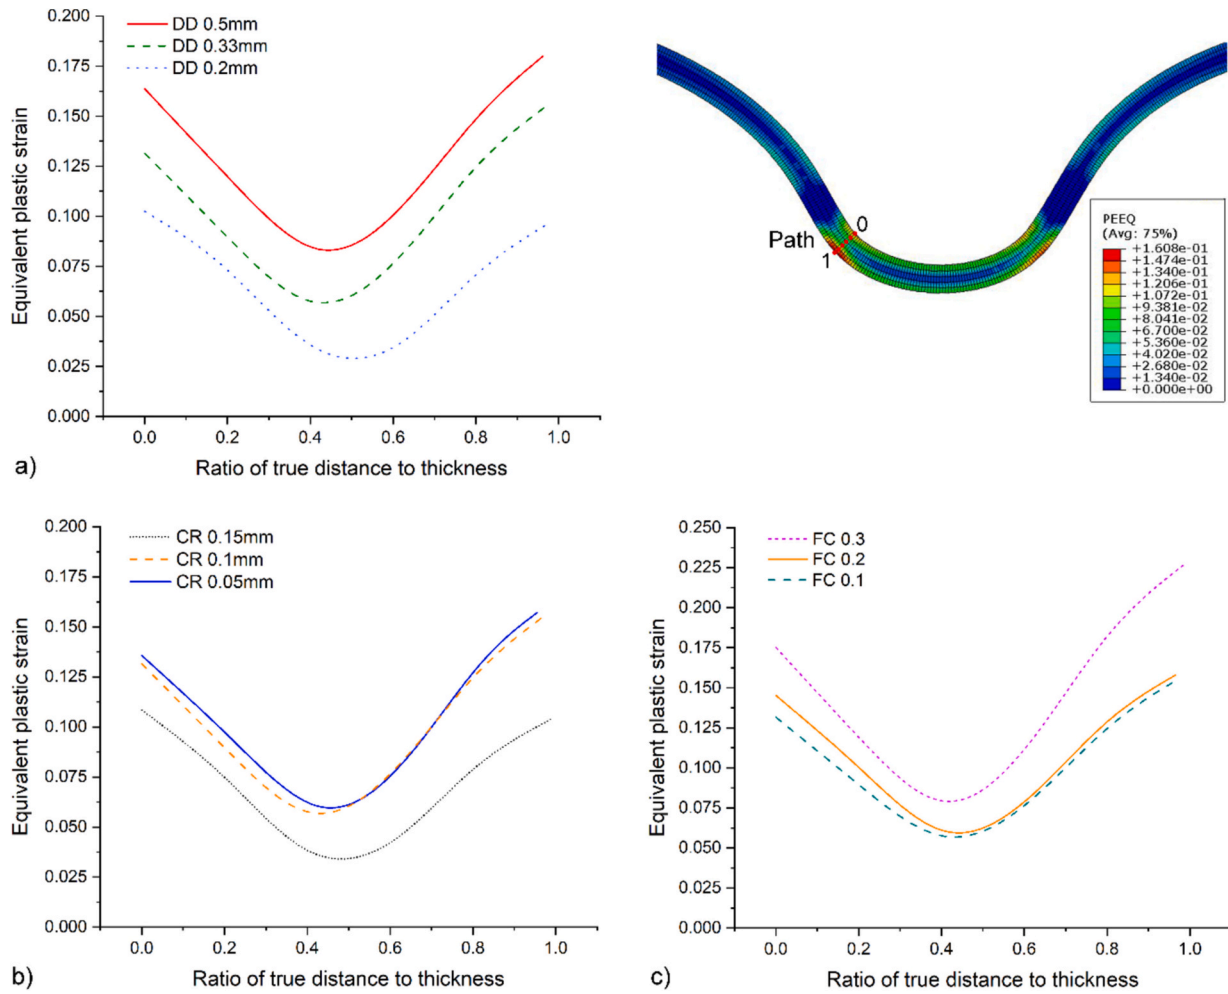 0.200
0.175
0.150
0.125
0.100
0.075
0.050
0.025
0.000
Equivalent plastic strain
DD 0.5mm
DD 0.33mm
DD 0.2mm
0.0 0.2 0.4 0.6 0.8 1.0
Ratio of true distance to thickness
a)
Path
0
1
PEEQ
(Avg: 75%)
+1.608e-01
+1.474e-01
+1.340e-01
+1.206e-01
+1.072e-01
+9.381e-02
+8.041e-02
+6.700e-02
+5.360e-02
+4.020e-02
+2.680e-02
+1.340e-02
+0.000e+00
0.200
0.175
0.150
0.125
0.100
0.075
0.050
0.025
0.000
Equivalent plastic strain
CR 0.15mm
CR 0.1mm
CR 0.05mm
0.0 0.2 0.4 0.6 0.8 1.0
Ratio of true distance to thickness
b)
0.250
0.225
0.200
0.175
0.150
0.125
0.100
0.075
0.050
0.025
0.000
Equivalent plastic strain
FC 0.3
FC 0.2
FC 0.1
0.0 0.2 0.4 0.6 0.8 1.0
Ratio of true distance to thickness
c)